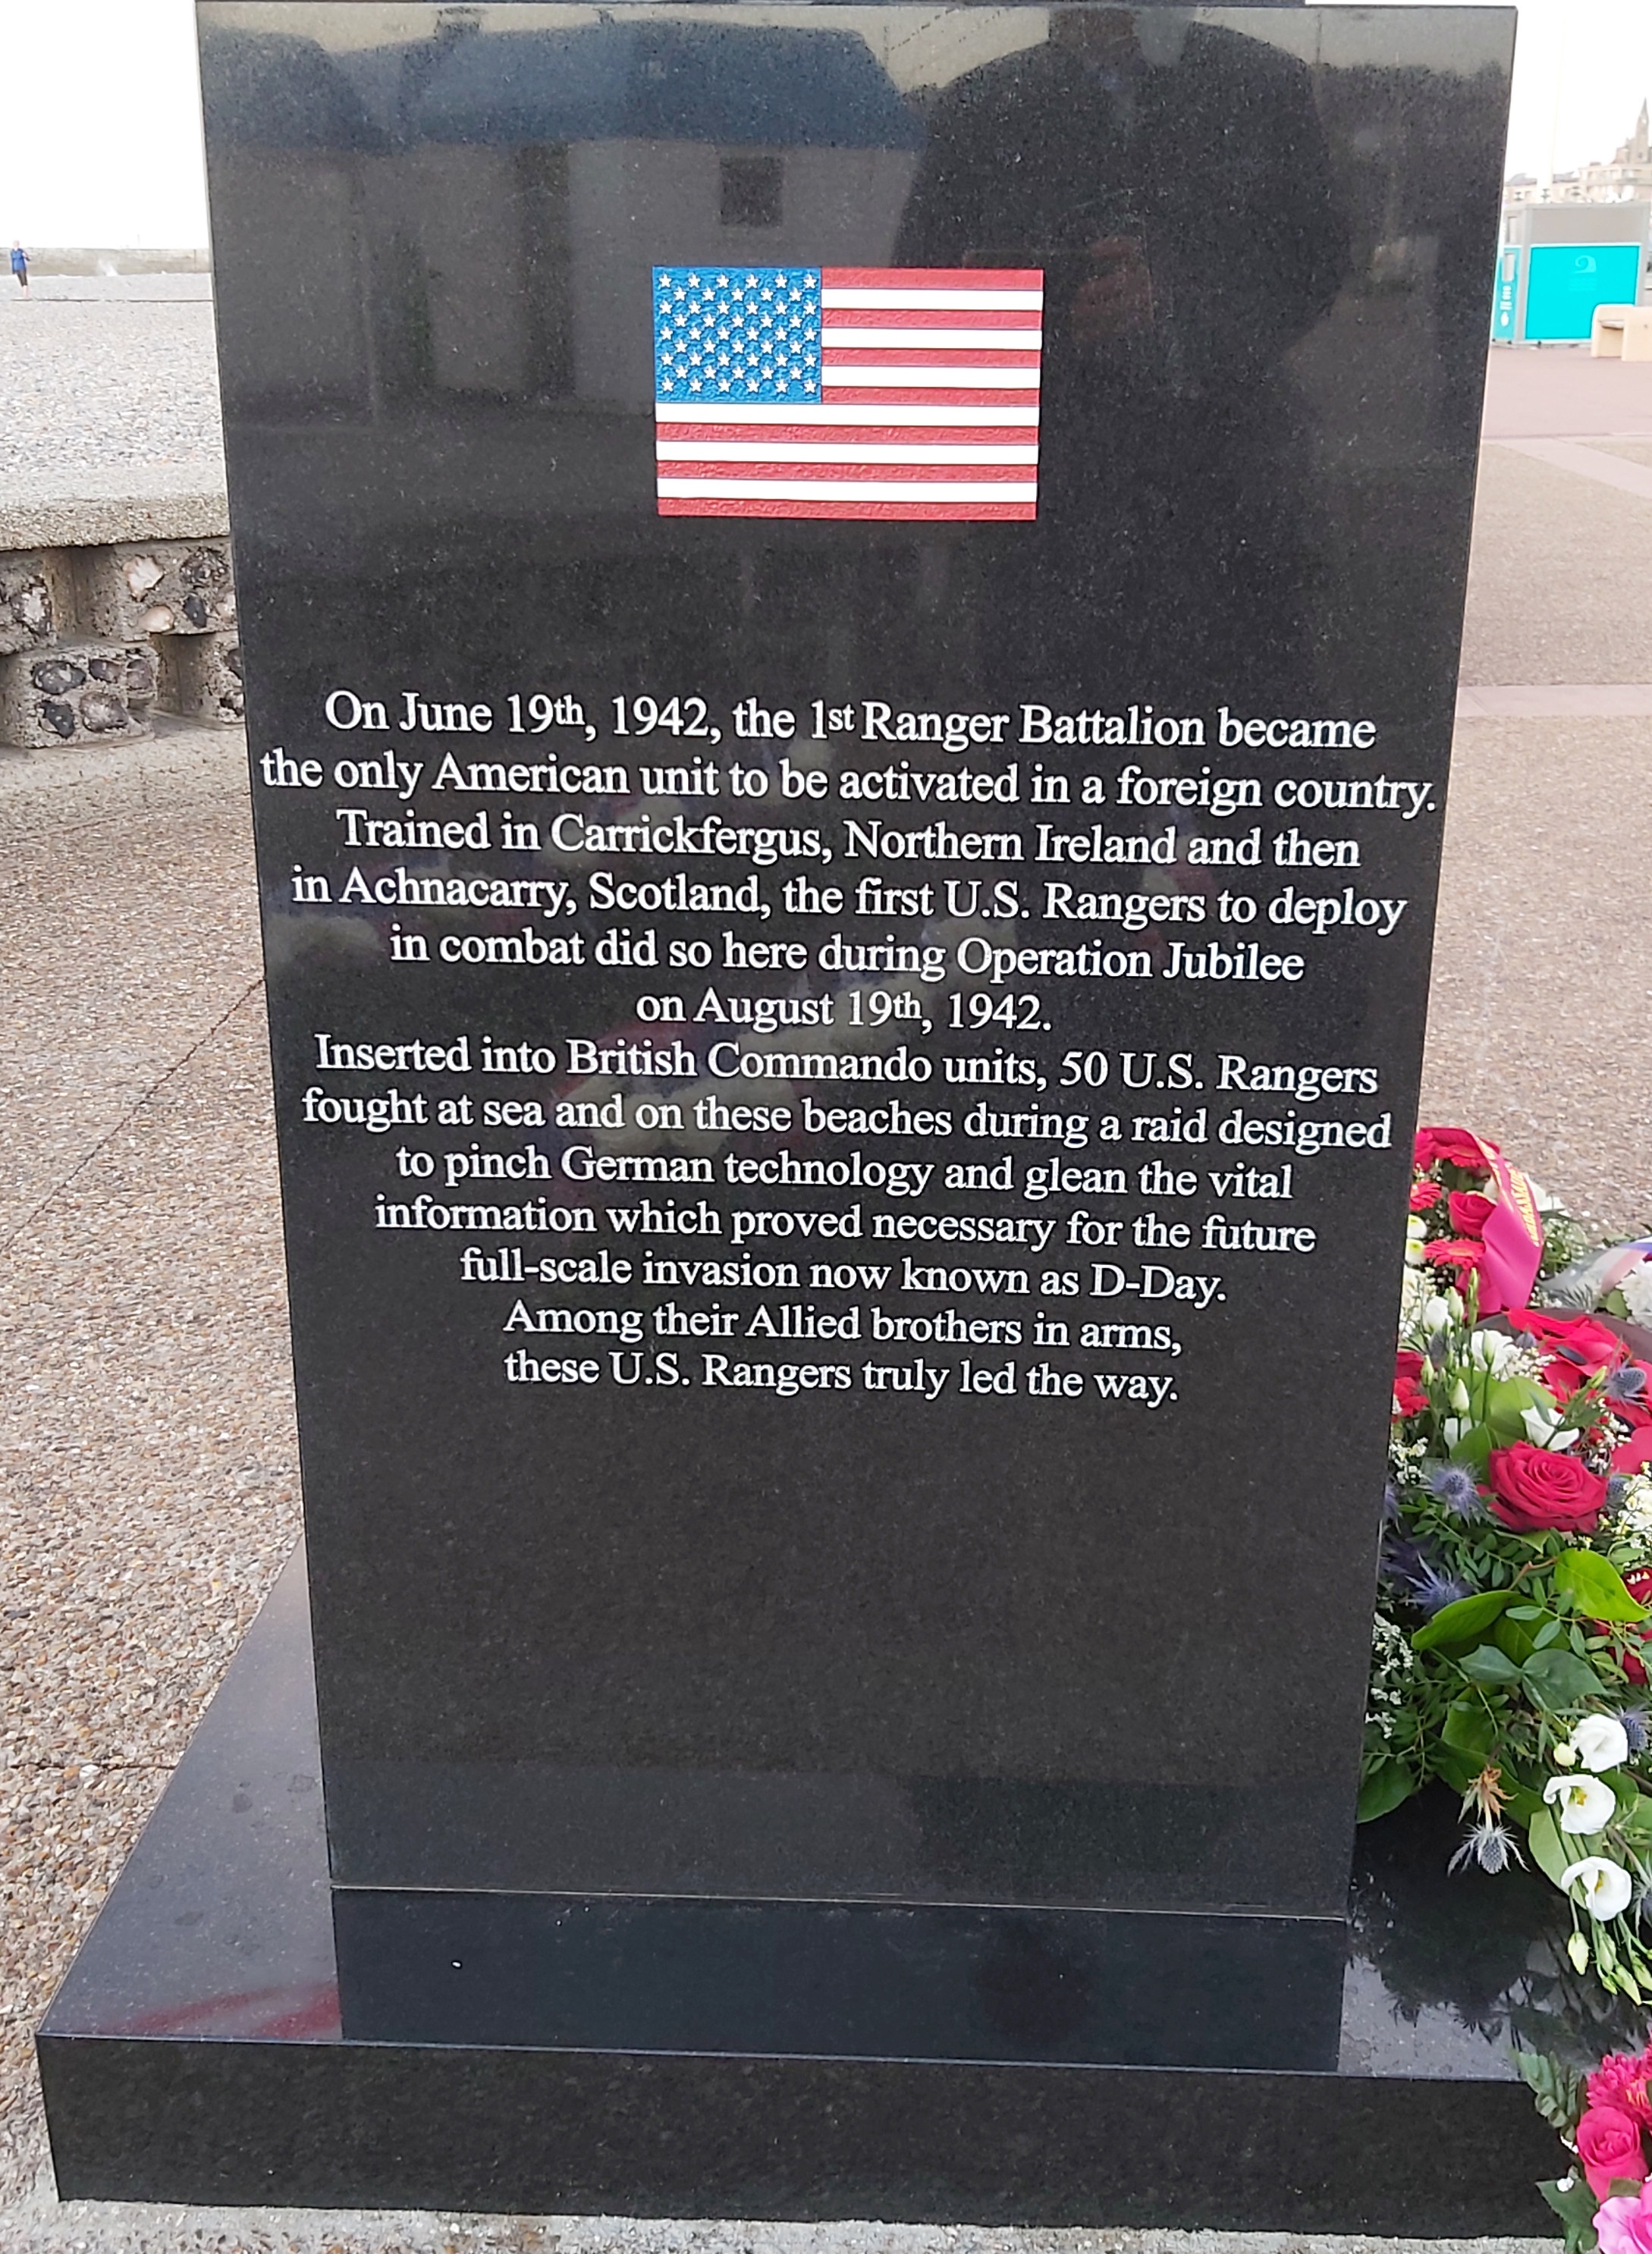 On June 19th, 1942, the 1st Ranger Battalion became
the only American unit to be activated in a foreign country.
Trained in Carrickfergus, Northern Ireland and then
in Achnacarry, Scotland, the first U.S. Rangers to deploy
in combat did so here during Operation Jubilee
on August 19th, 1942.
Inserted into British Commando units, 50 U.S. Rangers
fought at sea and on these beaches during a raid designed
to pinch German technology and glean the vital
information which proved necessary for the future
full-scale invasion now known as D-Day.
Among their Allied brothers in arms,
these U.S. Rangers truly led the way.